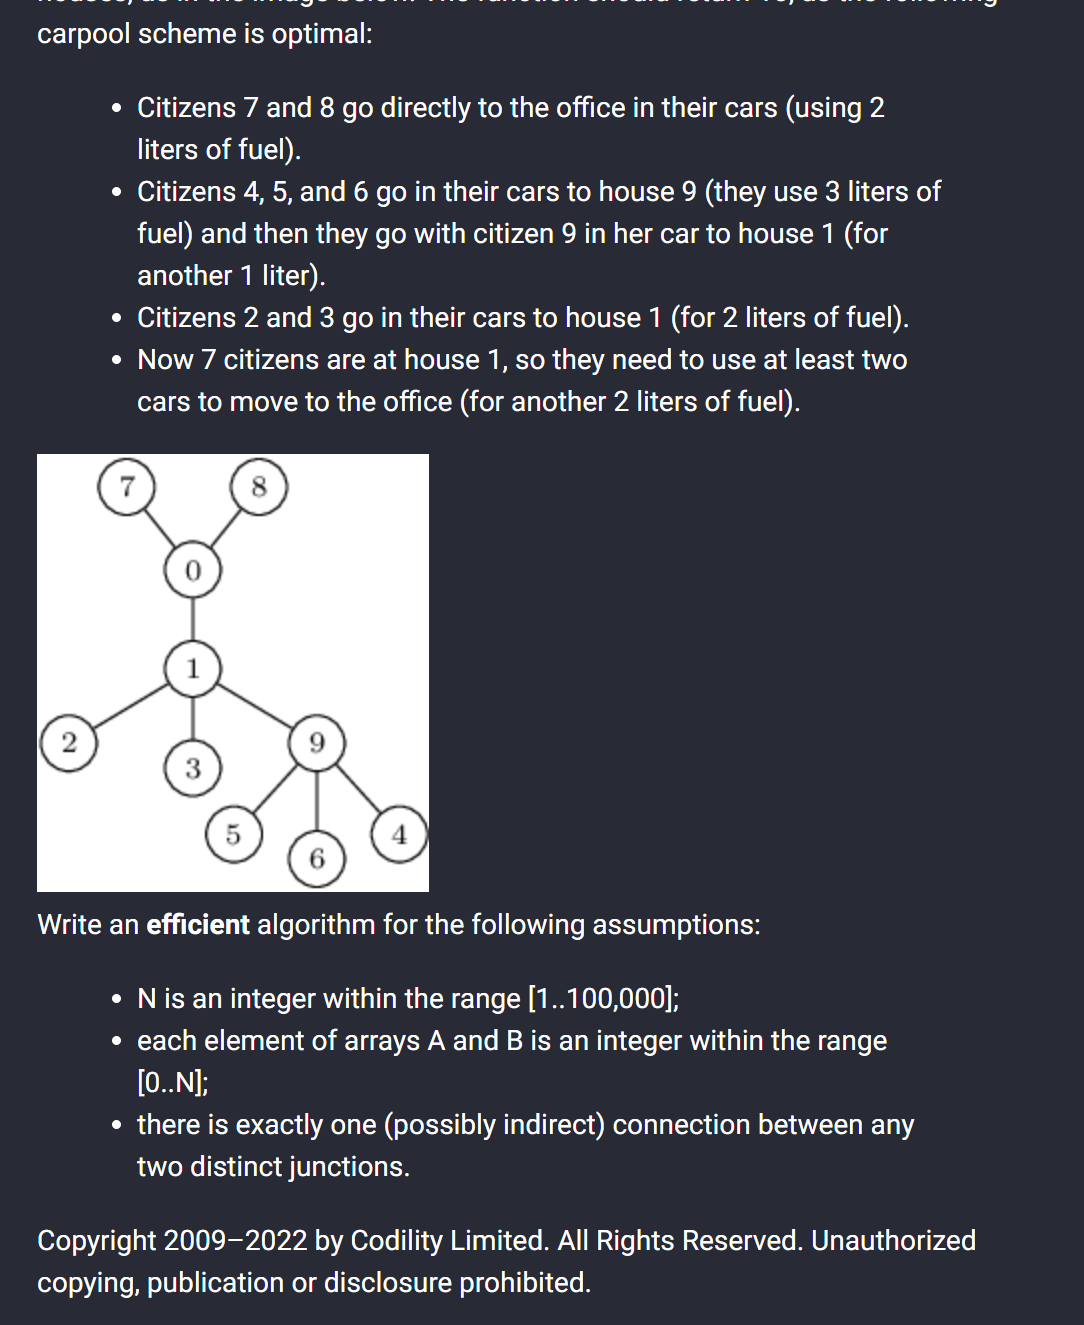 carpool scheme is optimal:
• Citizens 7 and 8 go directly to the office in their cars (using 2
liters of fuel).
• Citizens 4, 5, and 6 go in their cars to house 9 (they use 3 liters of
fuel) and then they go with citizen 9 in her car to house 1 (for
another 1 liter).
• Citizens 2 and 3 go in their cars to house 1 (for 2 liters of fuel).
• Now 7 citizens are at house 1, so they need to use at least two
cars to move to the office (for another 2 liters of fuel).
7 8
0
1
2 3 9
5 6 4
Write an efficient algorithm for the following assumptions:
• N is an integer within the range [1..100,000];
• each element of arrays A and B is an integer within the range
[0..N];
• there is exactly one (possibly indirect) connection between any
two distinct junctions.
Copyright 2009–2022 by Codility Limited. All Rights Reserved. Unauthorized
copying, publication or disclosure prohibited.